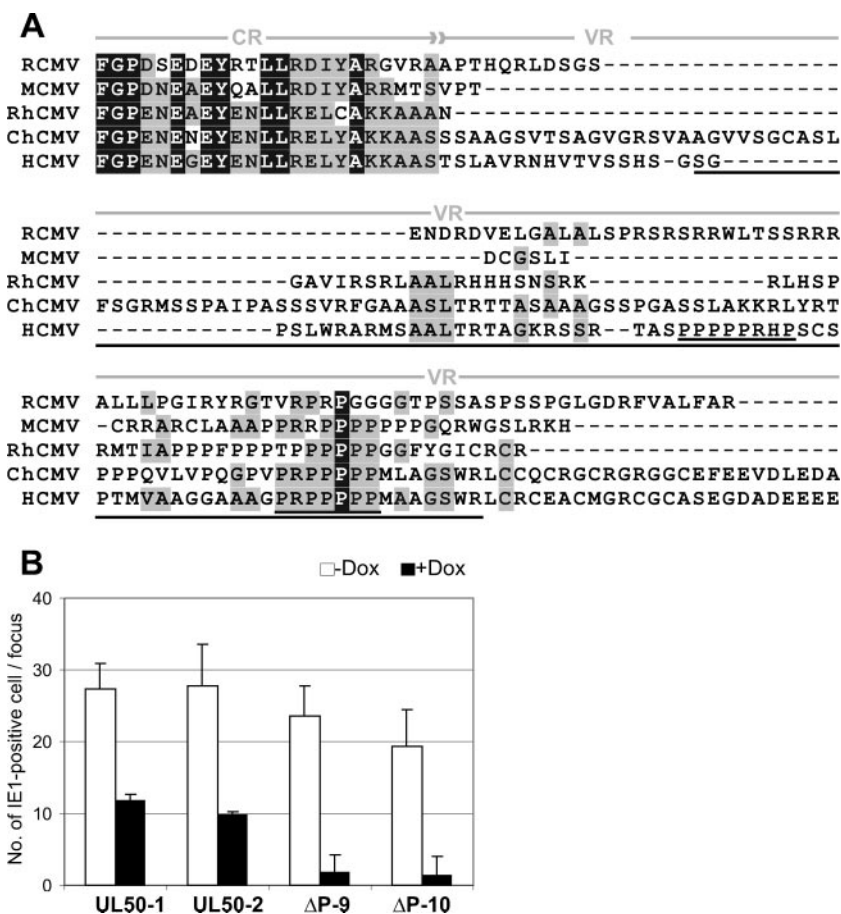 A
CR VR
RCMV FGPDSEDEYRTLLRDIYARGVRAAPTHQRLDSGS----------------
MCMV FGPDNEAEYQALLRDIYARRMTSVPT------------------------
RhCMV FGPENEAEYENLLKELCAKKAAAN--------------------------
ChCMV FGPENENEYENLLRELYAKKAASSSAAGSVTSAGVGRSVAAGVVSGCASL
HCMV FGPENEGEYENLLRELYAKKAASTSLAVRNHVTVSSHS-GSG--------
VR
RCMV ---------------------ENDRDVELGALALSPRSRSRRWLTSSRRR
MCMV --------------------------DCGSLI------------------
RhCMV -------------GAVIRSRLAALRHHHSNSRK------------RLHSP
ChCMV FSGRMSSPAIPASSSVRFGAAASLTRTTASAAAGSSPGASSLAKKRLYRT
HCMV ------------PSLWRARMSAALTRTAGKRSSR--TASPPPPPRHPSCS
VR
RCMV ALLLPGIRYRGTVRPRPGGGGTPSSASPSSPGLGDRFVALFAR-------
MCMV -CRRARCLAAAPRRPPPPPPPPGQRWGSLRKH------------------
RhCMV RMTIAPPPFPPPTPPPPPPGGFYGICRCR---------------------
ChCMV PPPQVLVPQGPVPRPPPPPMLAGSWRLCCQCRGCRGRGGCEFEEVDLEDA
HCMV PTMVAAGGAAAGPRPPPPPMAAGSWRLCRCEACMGRCGCASEGDADEEEE
B
-Dox +Dox
No. of IE1-positive cell / focus
40
30
20
10
0
UL50-1 UL50-2 ΔP-9 ΔP-10